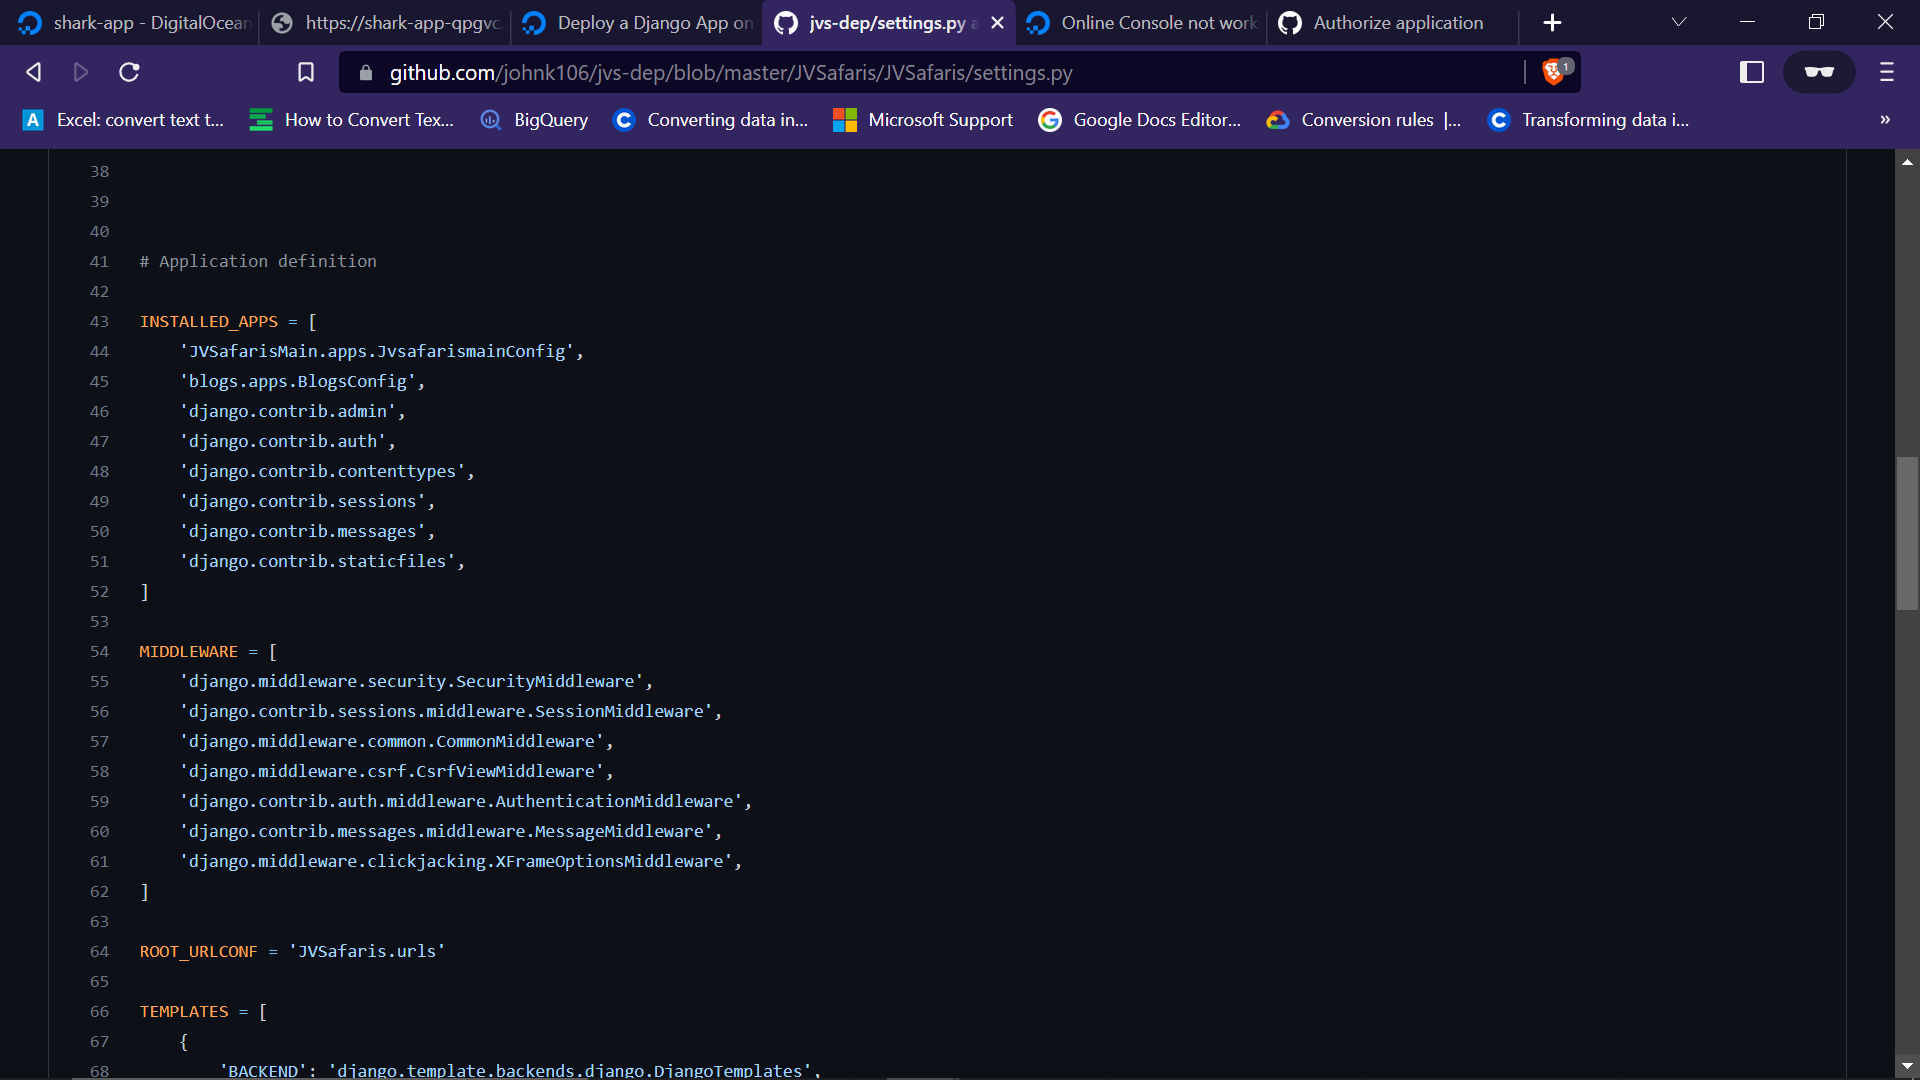 shark-app - DigitalOcean
https://shark-app-qpgvc.
Deploy a Django App on
jvs-dep/settings.py a
Online Console not work
Authorize application
github.com/johnk106/jvs-dep/blob/master/JVSafaris/JVSafaris/settings.py
1
A
Excel: convert text t...
How to Convert Tex...
BigQuery
Converting data in...
Microsoft Support
Google Docs Editor...
Conversion rules |...
Transforming data i...
»
38
39
40
41 # Application definition
42
43 INSTALLED_APPS = [
44 'JVSafarisMain.apps.JvsafarismainConfig',
45 'blogs.apps.BlogsConfig',
46 'django.contrib.admin',
47 'django.contrib.auth',
48 'django.contrib.contenttypes',
49 'django.contrib.sessions',
50 'django.contrib.messages',
51 'django.contrib.staticfiles',
52 ]
53
54 MIDDLEWARE = [
55 'django.middleware.security.SecurityMiddleware',
56 'django.contrib.sessions.middleware.SessionMiddleware',
57 'django.middleware.common.CommonMiddleware',
58 'django.middleware.csrf.CsrfViewMiddleware',
59 'django.contrib.auth.middleware.AuthenticationMiddleware',
60 'django.contrib.messages.middleware.MessageMiddleware',
61 'django.middleware.clickjacking.XFrameOptionsMiddleware',
62 ]
63
64 ROOT_URLCONF = 'JVSafaris.urls'
65
66 TEMPLATES = [
67 {
68 'BACKEND': 'django.template.backends.django.DjangoTemplates',